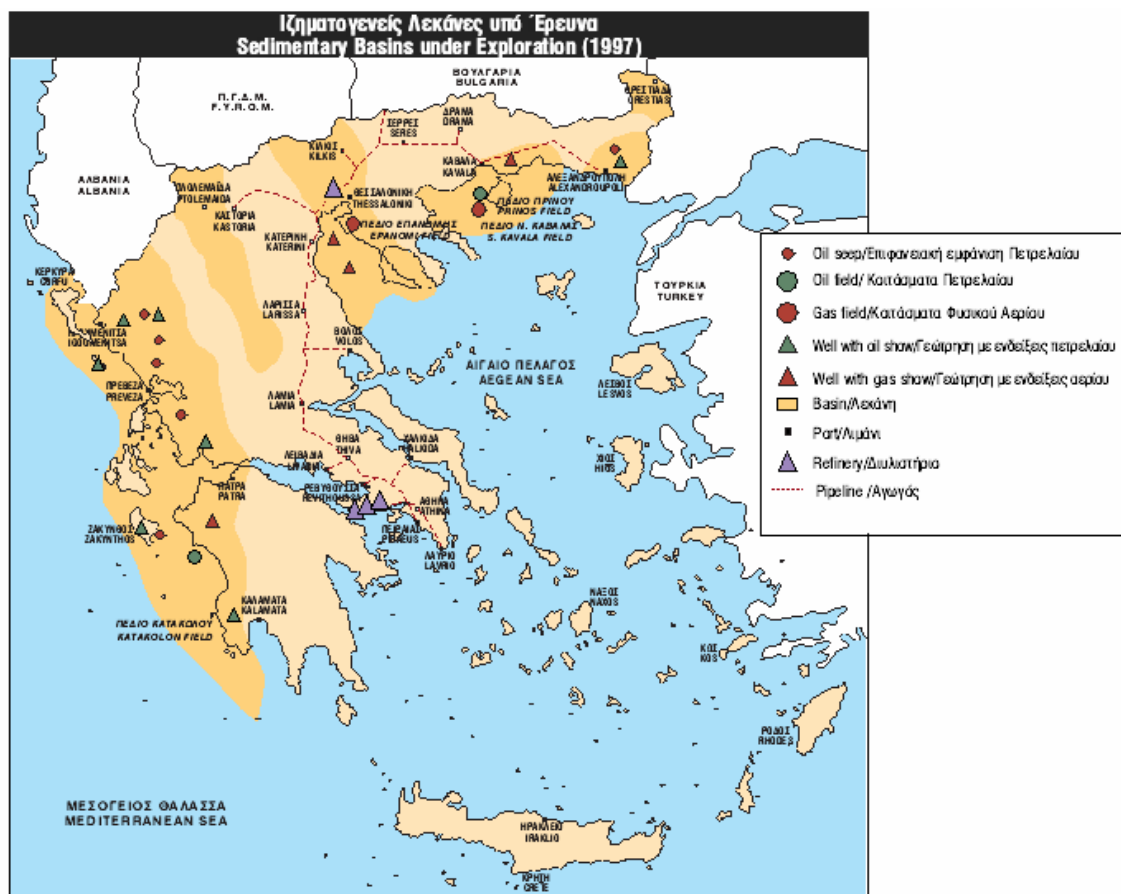 Ιζηματογενείς Λεκάνες υπό Έρευνα
Sedimentary Basins under Exploration (1997)
ΒΟΥΛΓΑΡΙΑ
BULGARIA
Π.Γ.Δ.Μ.
F.Y.R.O.M.
ΟΡΕΣΤΙΑΔΑ
ORESTIAS
ΔΡΑΜΑ
DRAMA
ΣΕΡΡΕΣ
SERES
ΚΙΛΚΙΣ
KILKIS
ΚΑΒΑΛΑ
KAVALA
ΑΛΕΞΑΝΔΡΟΥΠΟΛΗ
ALEXANDROUPOLI
ΑΛΒΑΝΙΑ
ALBANIA
ΠΤΟΛΕΜΑΪΔΑ
PTOLEMAIDA
ΘΕΣΣΑΛΟΝΙΚΗ
THESSALONIKI
ΠΕΔΙΟ ΠΡΙΝΟΥ
PRINOS FIELD
ΚΑΣΤΟΡΙΑ
KASTORIA
ΠΕΔΙΟ ΕΠΑΝΟΜΗΣ
EPANOMI FIELD
ΠΕΔΙΟ Ν. ΚΑΒΑΛΑΣ
S. KAVALA FIELD
ΚΑΤΕΡΙΝΗ
KATERINI
ΚΕΡΚΥΡΑ
CORFU
ΤΟΥΡΚΙΑ
TURKEY
ΛΑΡΙΣΣΑ
LARISSA
ΗΓΟΥΜΕΝΙΤΣΑ
IGOUMENITSA
ΒΟΛΟΣ
VOLOS
ΑΙΓΑΙΟ ΠΕΛΑΓΟΣ
AEGEAN SEA
ΛΕΣΒΟΣ
LESVOS
ΠΡΕΒΕΖΑ
PREVEZA
ΛΑΜΙΑ
LAMIA
Oil seep/Επιφανειακή εμφάνιση Πετρελαίου
Oil field/ Κοιτάσματα Πετρελαίου
Gas field/Κοιτάσματα Φυσικού Αερίου
Well with oil show/Γεώτρηση με ενδείξεις πετρελαίου
Well with gas show/Γεώτρηση με ενδείξεις αερίου
Basin/Λεκάνη
Port/Λιμάνι
Refinery/Διυλιστήριο
Pipeline /Αγωγός
ΘΗΒΑ
THIVA
ΧΑΛΚΙΔΑ
HALKIDA
ΛΕΙΒΑΔΙΑ
LIVADIA
ΧΙΟΣ
HIOS
ΠΑΤΡΑ
PATRA
ΡΕΒΥΘΟΥΣΣΑ
REVITHOUSSA
ΑΘΗΝΑ
ATHINA
ΖΑΚΥΝΘΟΣ
ZAKYNTHOS
ΠΕΙΡΑΙΑΣ
PIRAEUS
ΛΑΥΡΙΟ
LAVRIO
ΝΑΞΟΣ
NAXOS
ΚΑΛΑΜΑΤΑ
KALAMATA
ΠΕΔΙΟ ΚΑΤΑΚΟΛΟΥ
KATAKOLON FIELD
ΚΩΣ
KOS
ΡΟΔΟΣ
RHODES
ΜΕΣΟΓΕΙΟΣ ΘΑΛΑΣΣΑ
MEDITERRANEAN SEA
ΗΡΑΚΛΕΙΟ
IRAKLIO
ΚΡΗΤΗ
CRETE